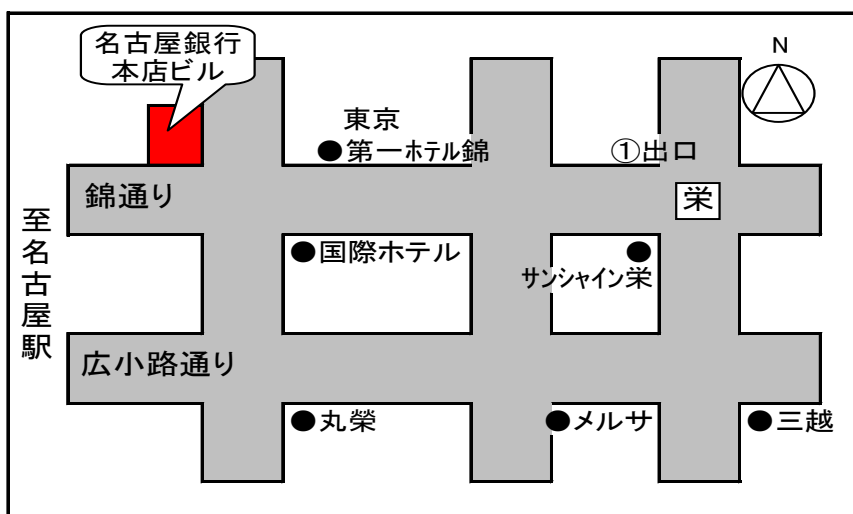 名古屋銀行
本店ビル
N
東京
●第一ホテル錦
①出口
錦通り
栄
至名古屋駅
●国際ホテル
●
サンシャイン栄
広小路通り
●丸榮
●メルサ
●三越